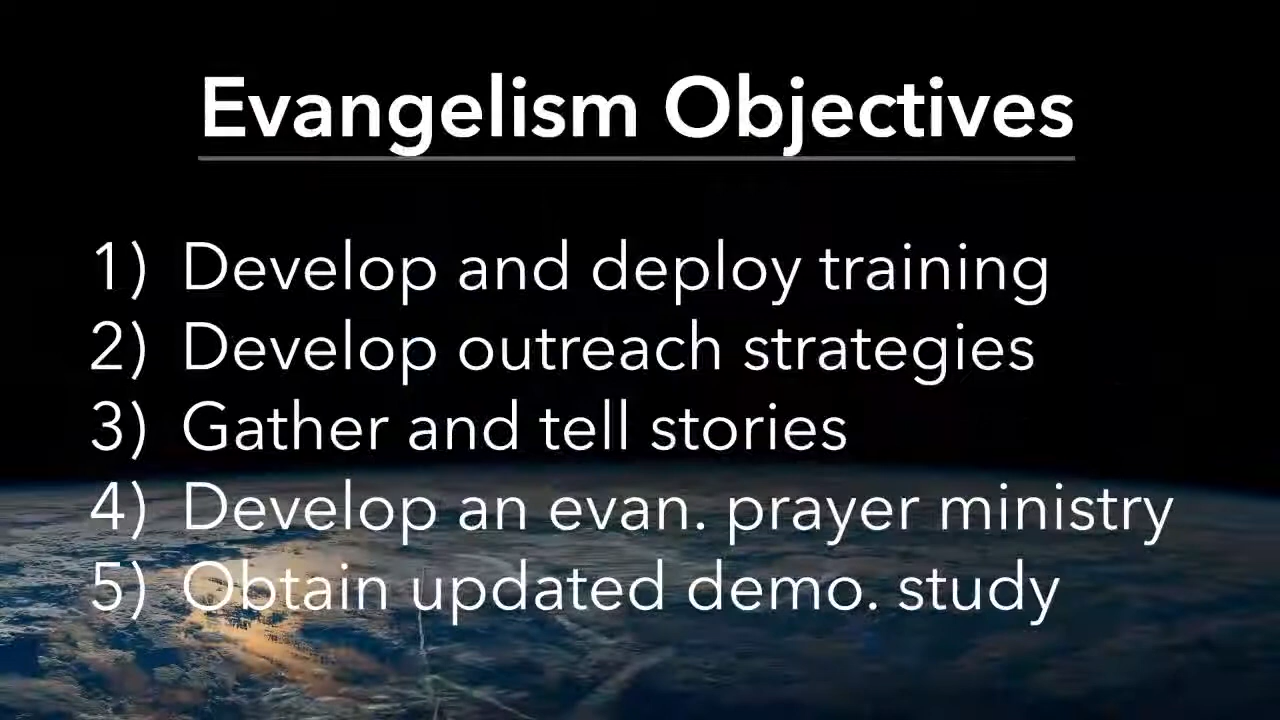 Evangelism Objectives
1) Develop and deploy training
2) Develop outreach strategies
3) Gather and tell stories
4) Develop an evan. prayer ministry
5) Obtain updated demo. study